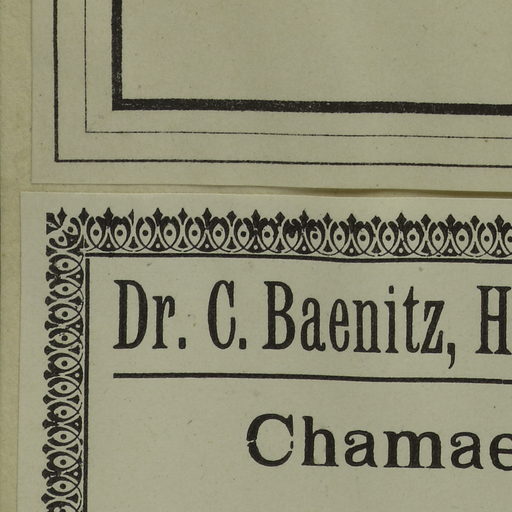 Dr. C. Baenitz, H
Chamae